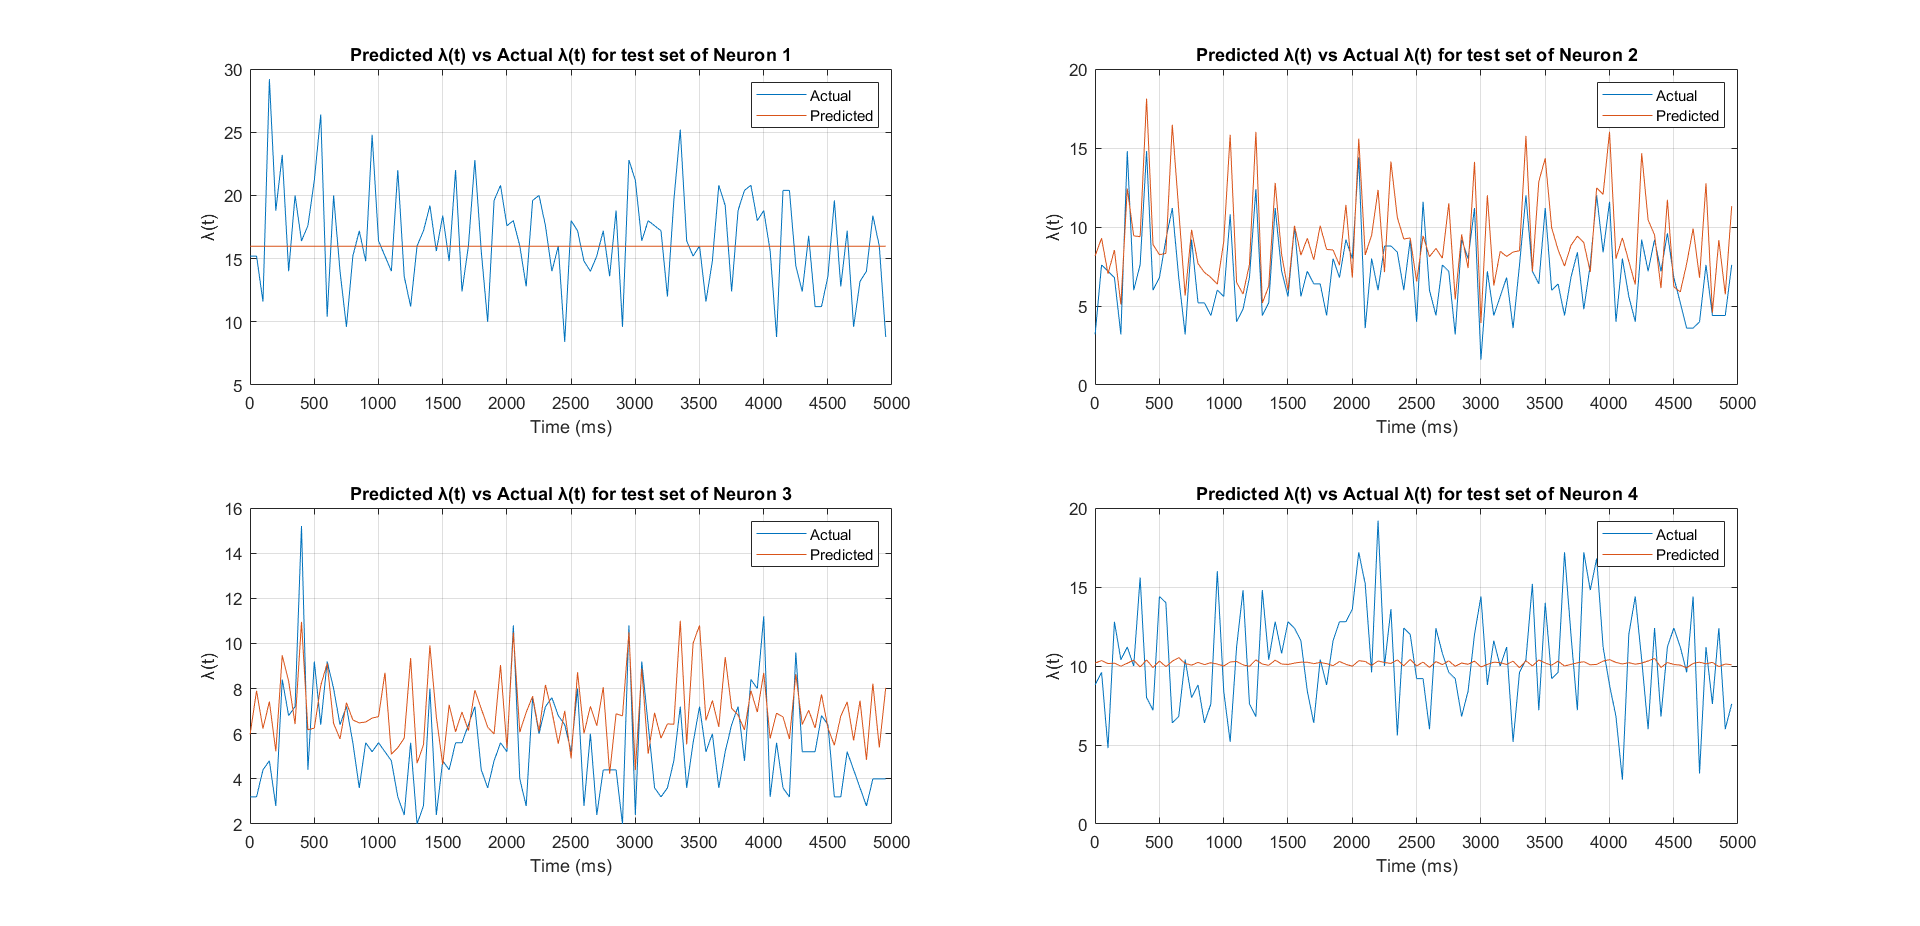 Predicted λ(t) vs Actual λ(t) for test set of Neuron 1
30
25
20
15
10
5
λ(t)
0 500 1000 1500 2000 2500 3000 3500 4000 4500 5000
Time (ms)
Actual
Predicted
Predicted λ(t) vs Actual λ(t) for test set of Neuron 2
20
15
10
5
0
λ(t)
0 500 1000 1500 2000 2500 3000 3500 4000 4500 5000
Time (ms)
Actual
Predicted
Predicted λ(t) vs Actual λ(t) for test set of Neuron 3
16
14
12
10
8
6
4
2
λ(t)
0 500 1000 1500 2000 2500 3000 3500 4000 4500 5000
Time (ms)
Actual
Predicted
Predicted λ(t) vs Actual λ(t) for test set of Neuron 4
20
15
10
5
0
λ(t)
0 500 1000 1500 2000 2500 3000 3500 4000 4500 5000
Time (ms)
Actual
Predicted